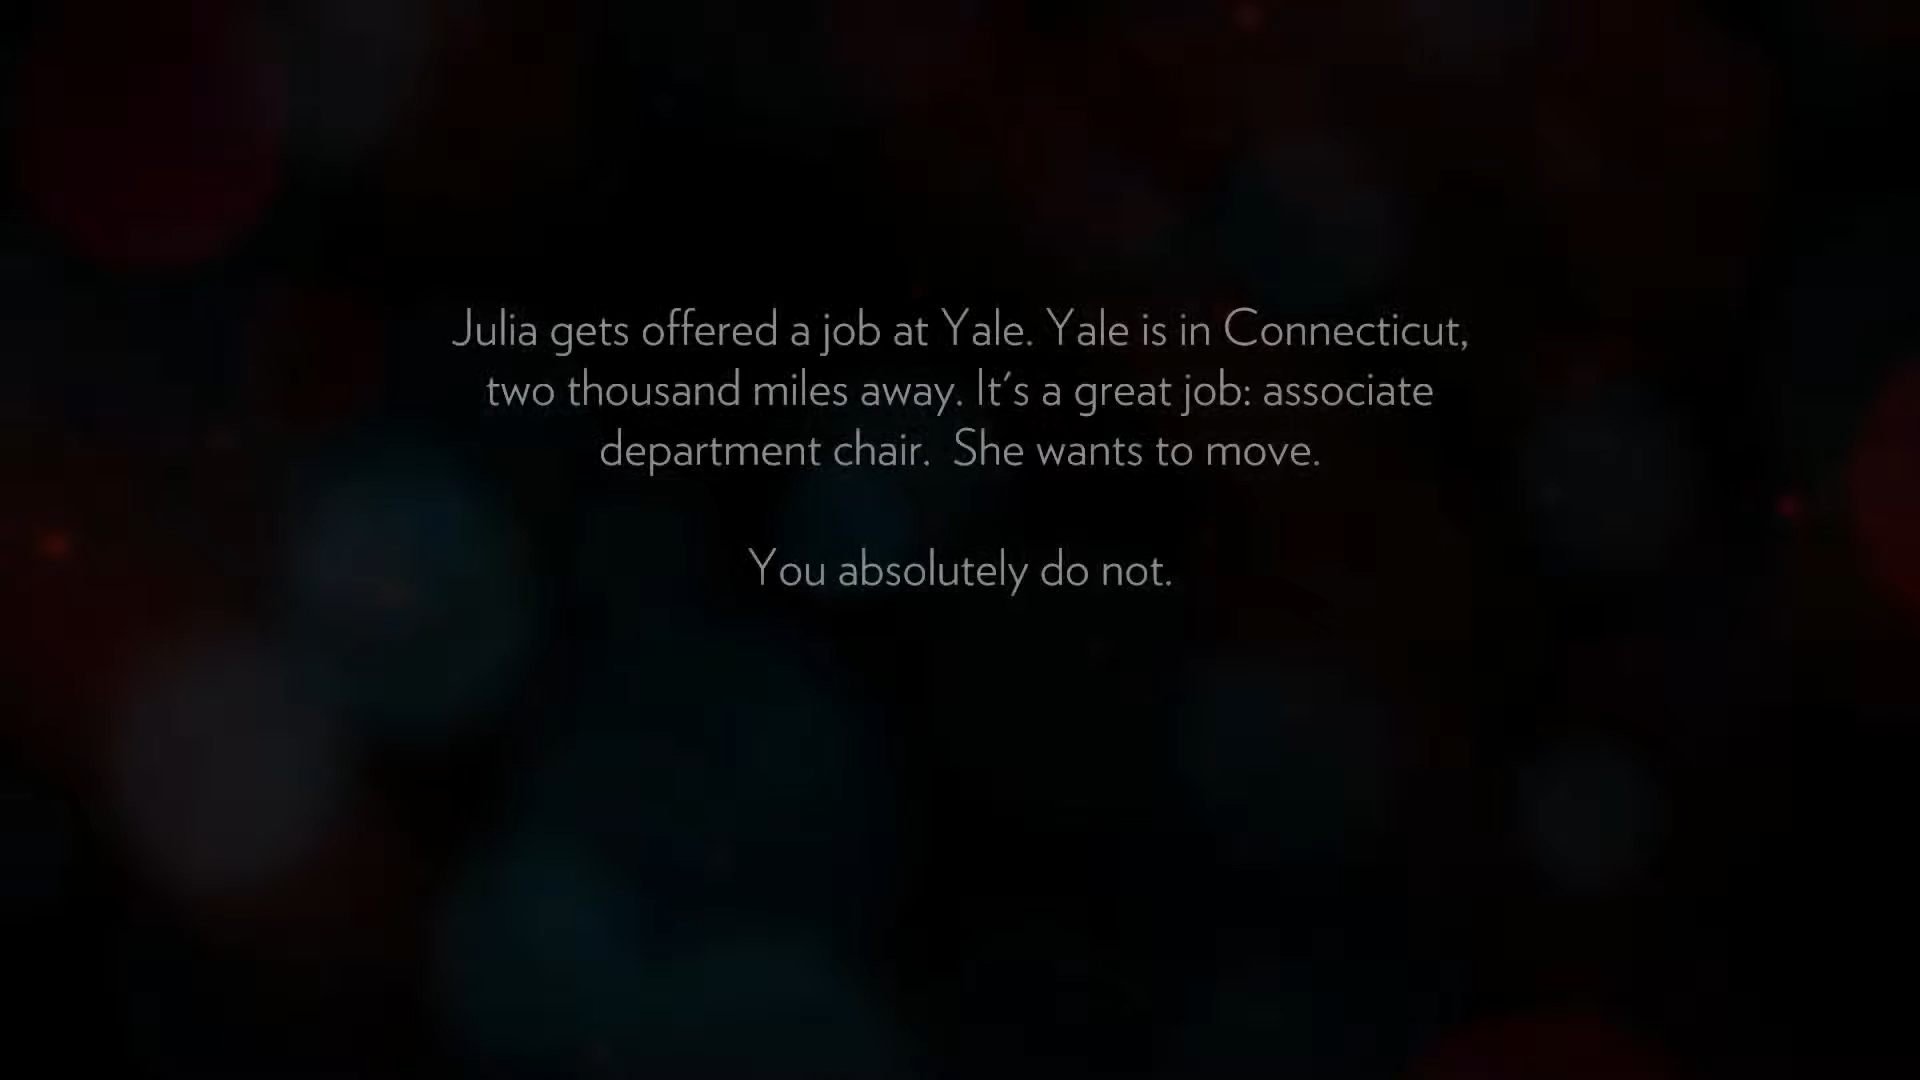 Julia gets offered a job at Yale. Yale is in Connecticut,
two thousand miles away. It's a great job: associate
department chair.  She wants to move.
You absolutely do not.